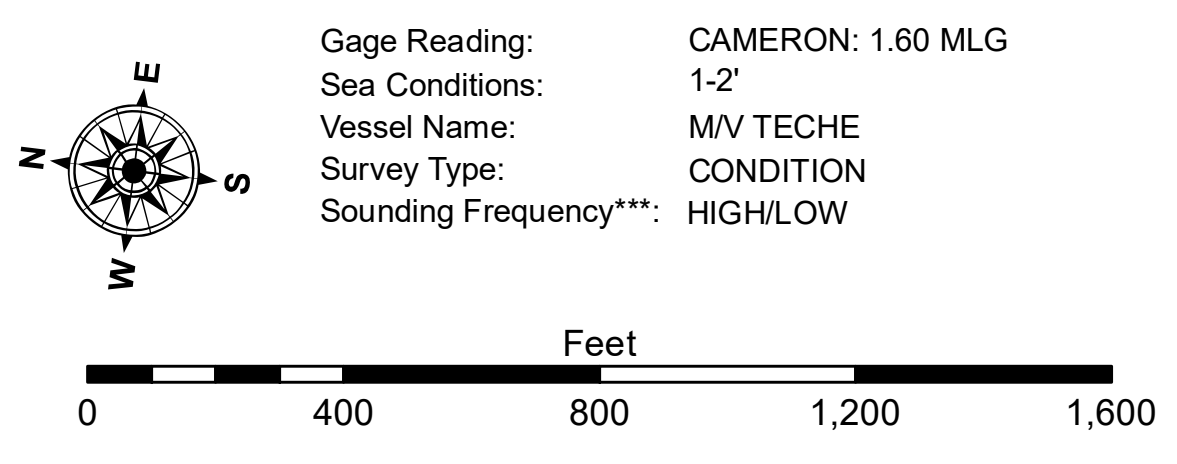 E
N
S
W
Gage Reading: CAMERON: 1.60 MLG
Sea Conditions: 1-2'
Vessel Name: M/V TECHE
Survey Type: CONDITION
Sounding Frequency***: HIGH/LOW
Feet
0 400 800 1,200 1,600